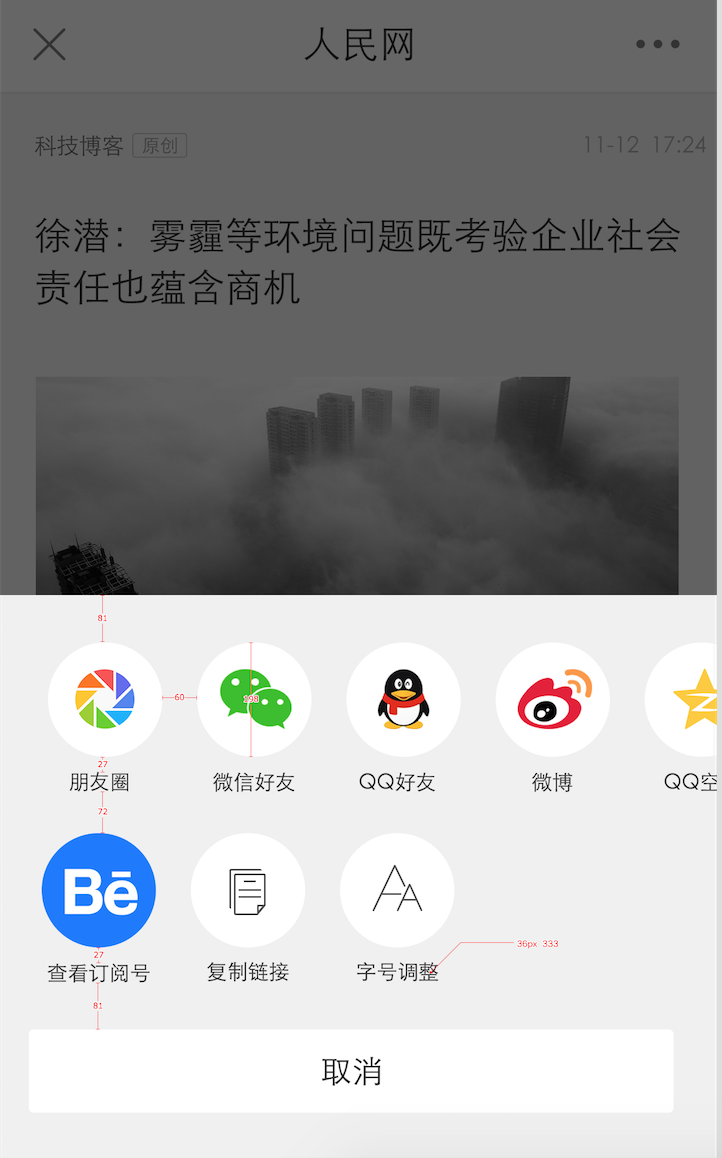 人民网
科技博客 原创 11-12 17:24
徐潜：雾霾等环境问题既考验企业社会
责任也蕴含商机
81
60
198
27
朋友圈 微信好友 QQ好友 微博 QQ空
72
Bē
36px 333
27
查看订阅号 复制链接 字号调整
81
取消